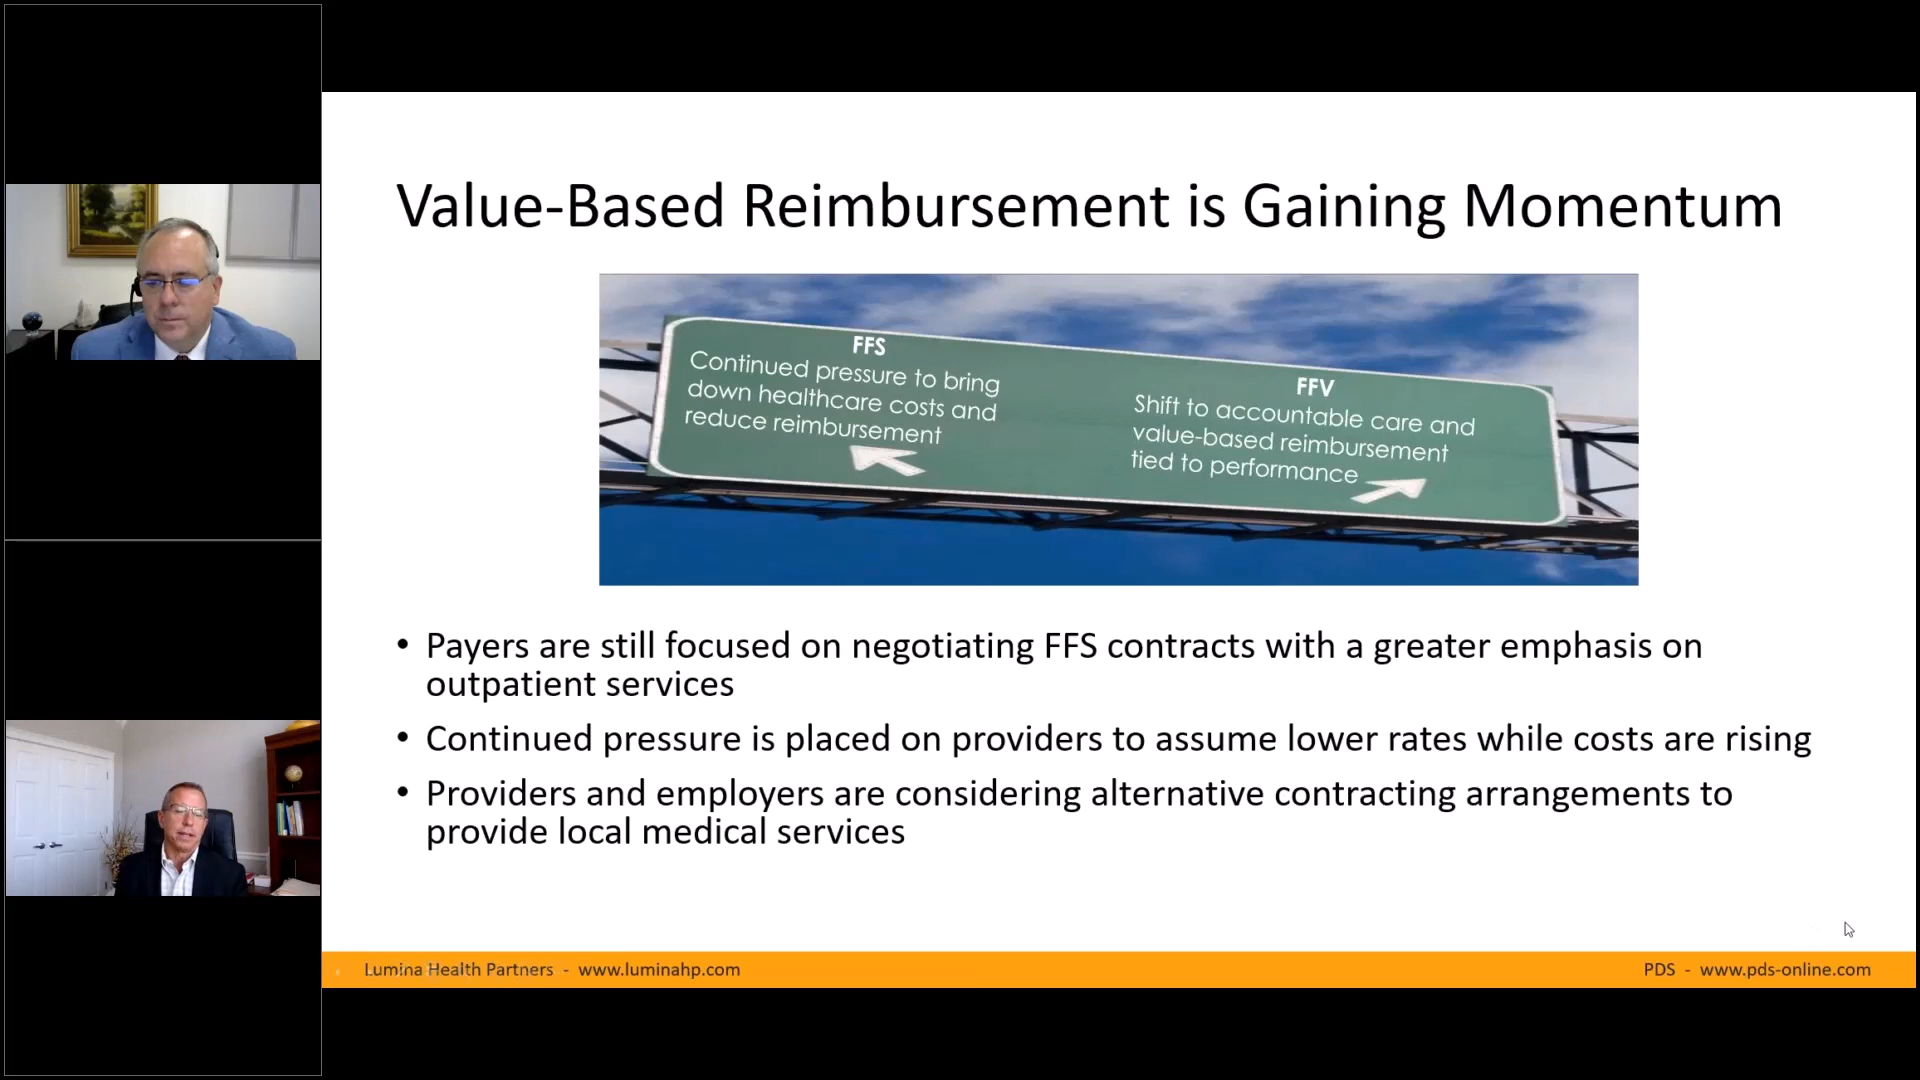 Value-Based Reimbursement is Gaining Momentum
FFS
Continued pressure to bring
down healthcare costs and
reduce reimbursement
FFV
Shift to accountable care and
value-based reimbursement
tied to performance
• Payers are still focused on negotiating FFS contracts with a greater emphasis on
outpatient services
• Continued pressure is placed on providers to assume lower rates while costs are rising
• Providers and employers are considering alternative contracting arrangements to
provide local medical services
Lumina Health Partners - www.luminahp.com
PDS - www.pds-online.com